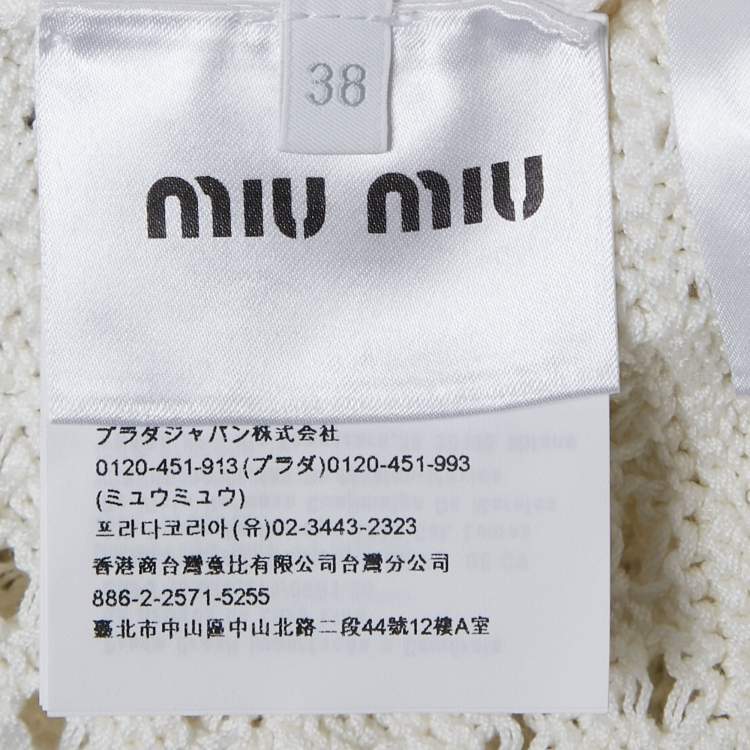 38
miu miu
プラダジャパン株式会社
0120-451-913(プラダ)0120-451-993
(ミュウミュウ)
프라다코리아(유)02-3443-2323
香港商台灣意比有限公司台灣分公司
886-2-2571-5255
臺北市中山區中山北路二段44號12樓A室